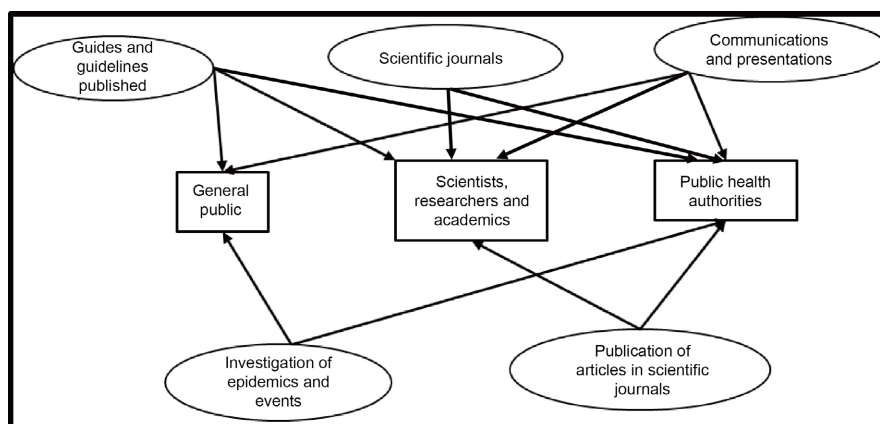 Guides and
guidelines
published
Scientific journals
Communications
and presentations
General
public
Scientists,
researchers and
academics
Public health
authorities
Investigation of
epidemics and
events
Publication of
articles in scientific
journals